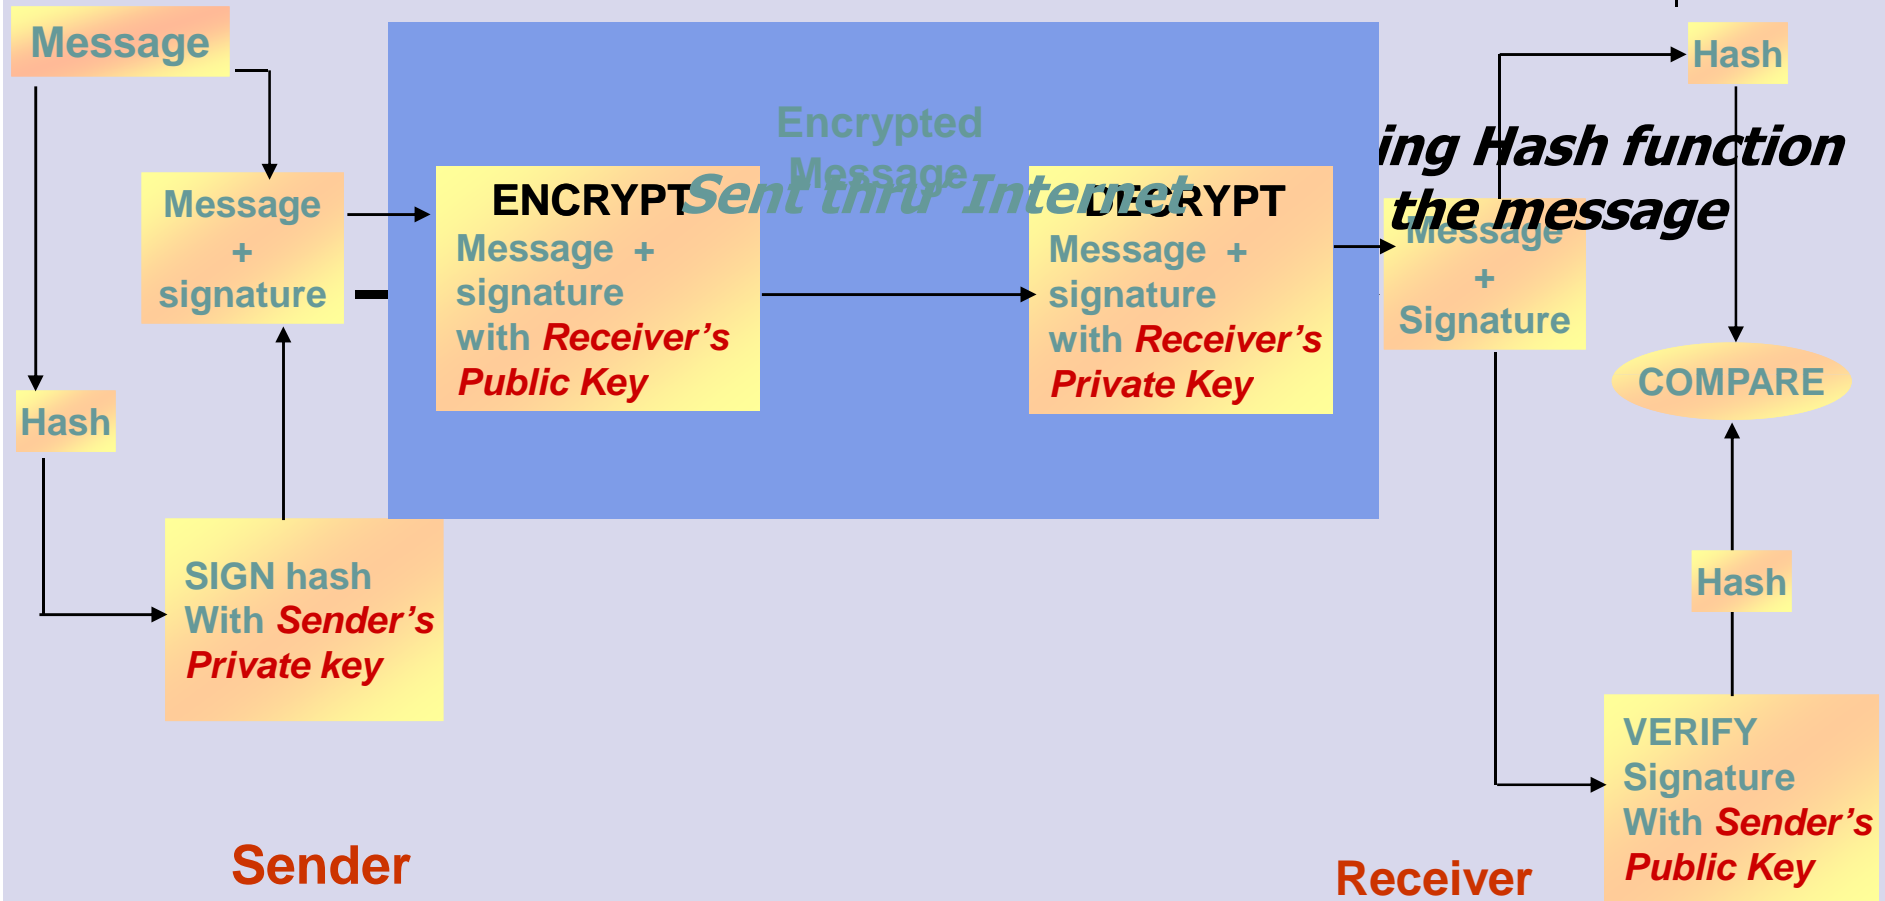 Message
Message
+
signature
Hash
SIGN hash
With Sender’s
Private key
Sender
Encrypted
Message
Sent thru’ Internet
ENCRYPT
Message +
signature
with Receiver’s
Public Key
DECRYPT
Message +
signature
with Receiver’s
Private Key
ing Hash function
the message
Message
+
Signature
Hash
COMPARE
Hash
VERIFY
Signature
With Sender’s
Public Key
Receiver